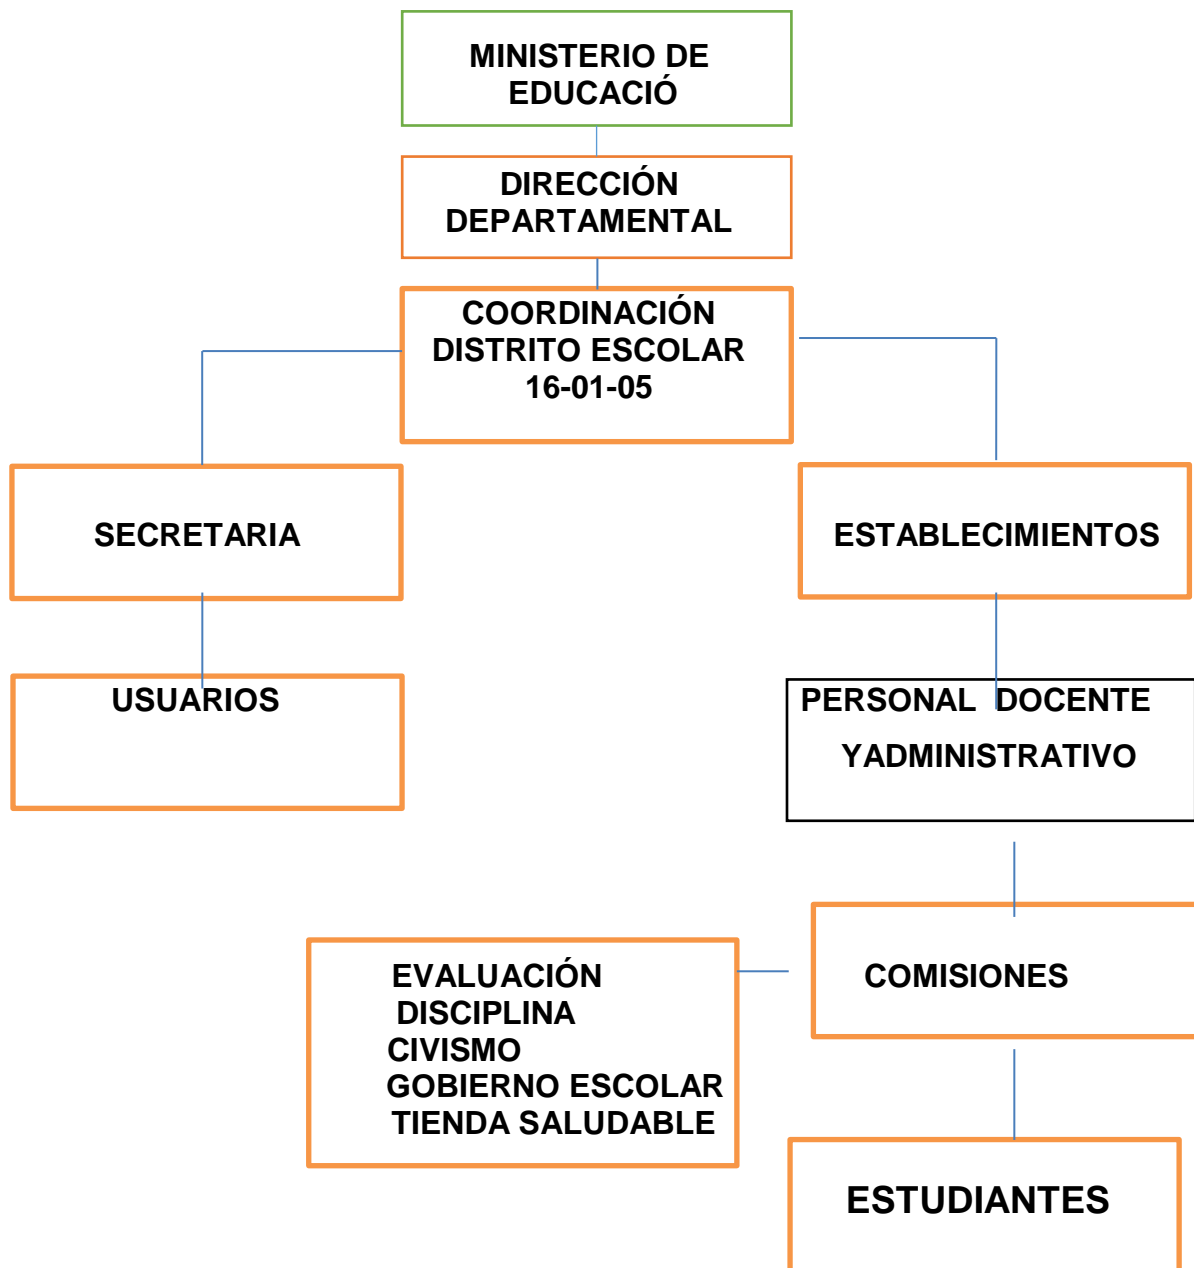 MINISTERIO DE
EDUCACIÓ
DIRECCIÓN
DEPARTAMENTAL
COORDINACIÓN
DISTRITO ESCOLAR
16-01-05
SECRETARIA
ESTABLECIMIENTOS
USUARIOS
PERSONAL DOCENTE
YADMINISTRATIVO
COMISIONES
EVALUACIÓN
DISCIPLINA
CIVISMO
GOBIERNO ESCOLAR
TIENDA SALUDABLE
ESTUDIANTES